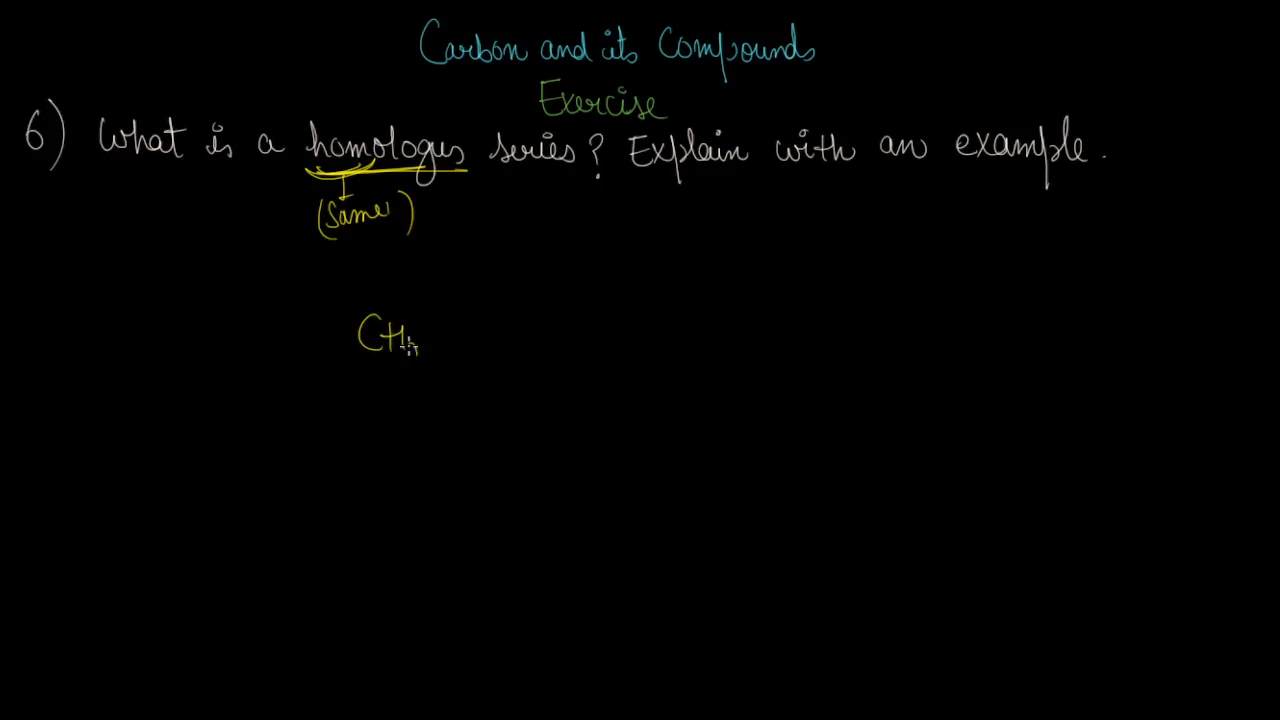 Carbon and its Compounds
Exercise
6) What is a homologus series? Explain with an example.
(Same)
CH